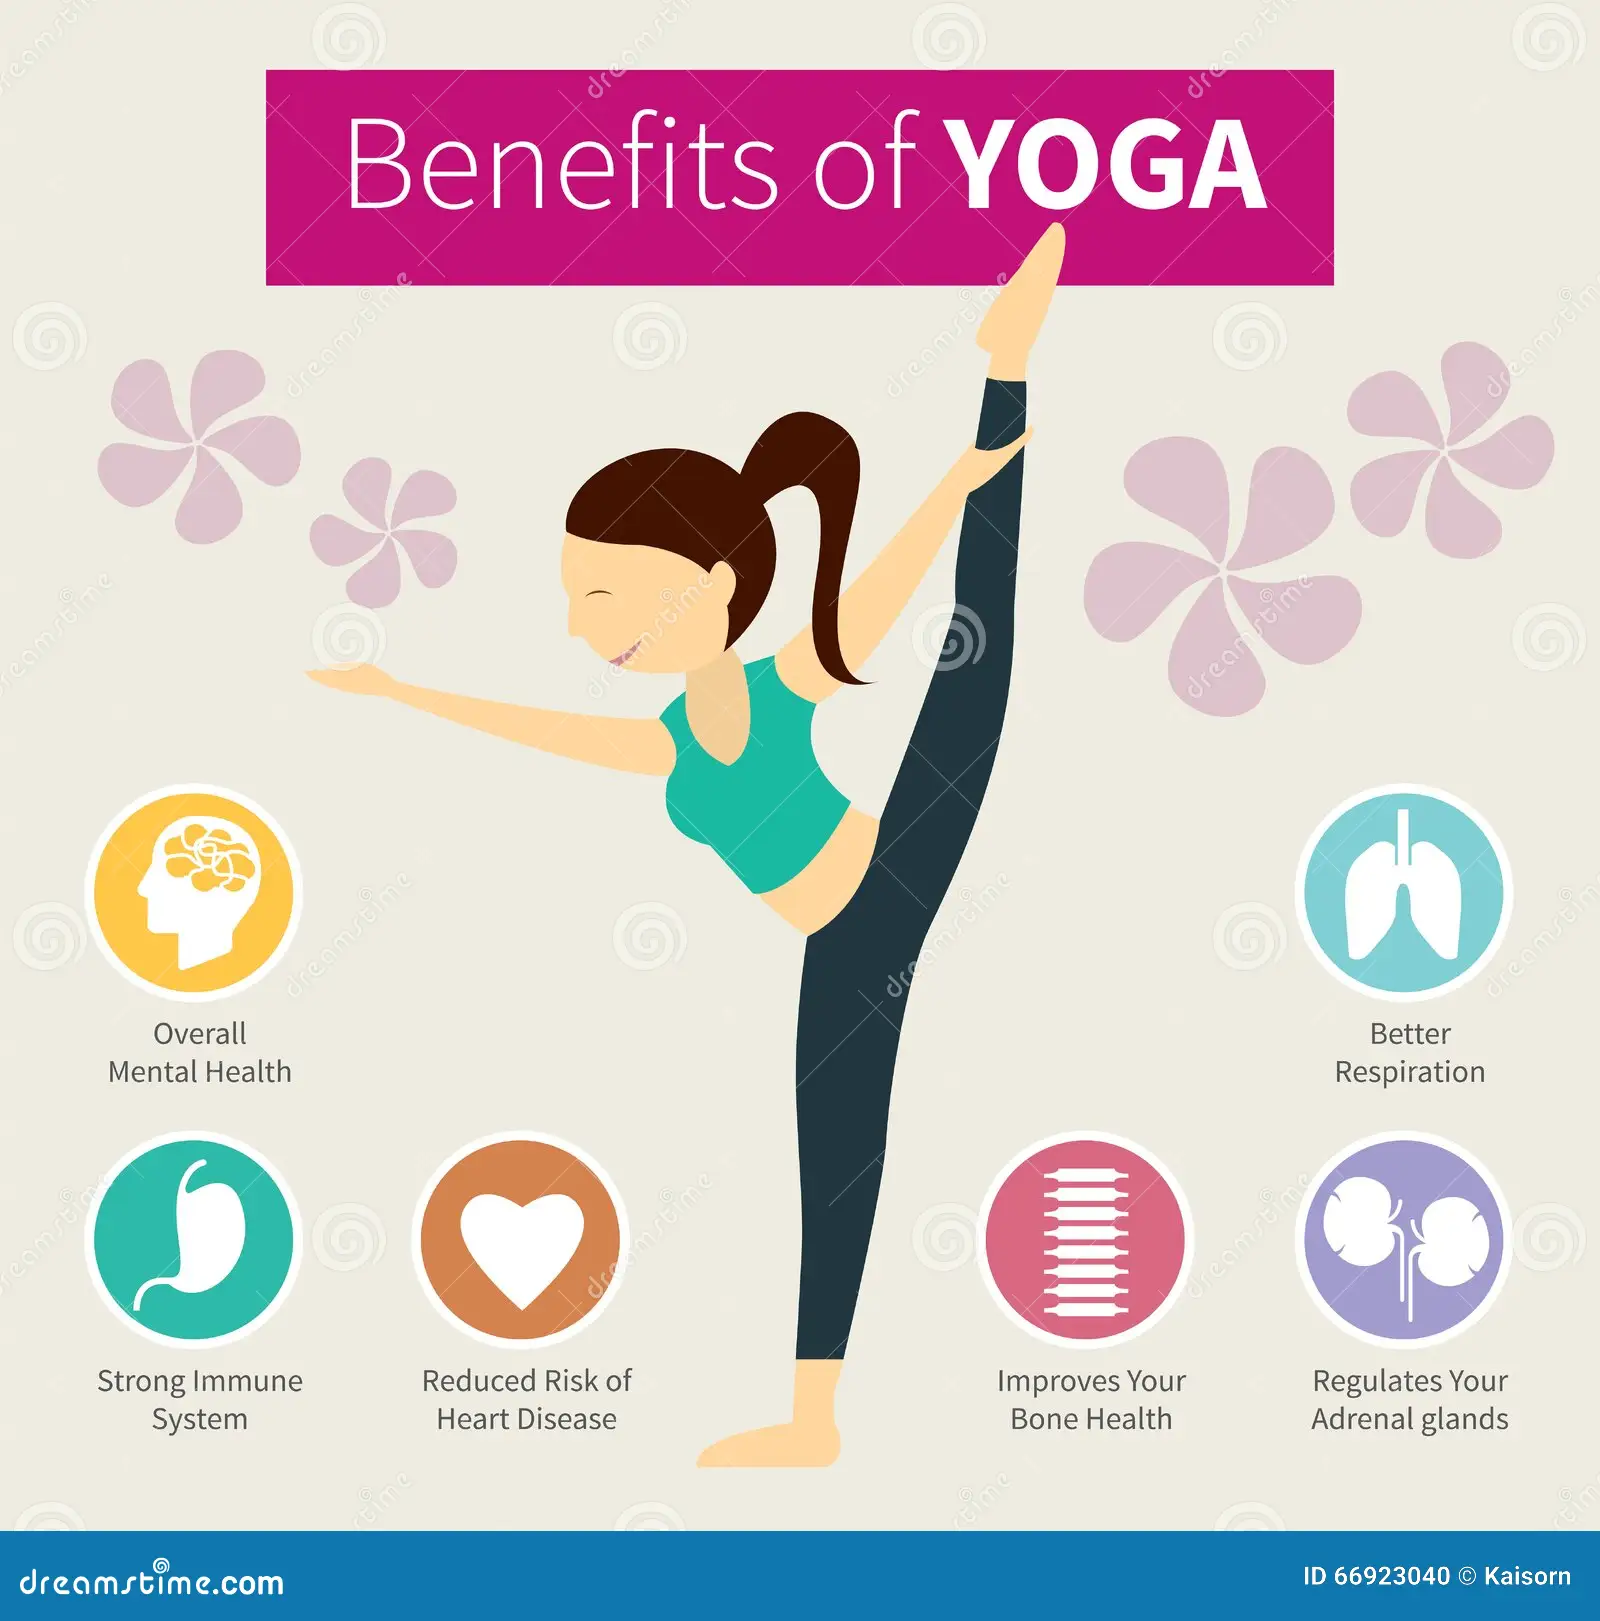 Benefits of YOGA
Overall
Mental Health
Better
Respiration
Strong Immune
System
Reduced Risk of
Heart Disease
Improves Your
Bone Health
Regulates Your
Adrenal glands
dreamstime.com
ID 66923040 © Kaisorn